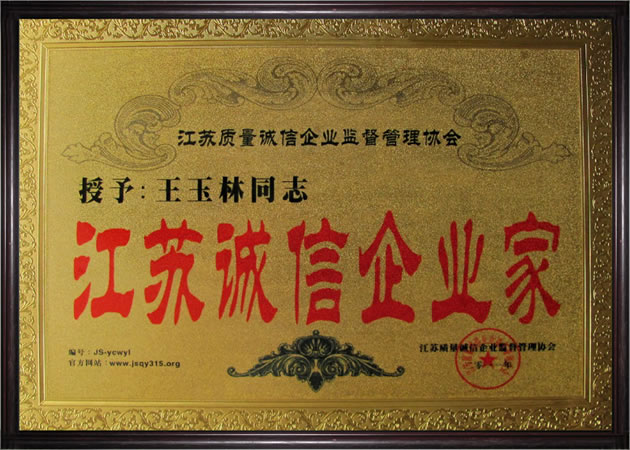 江苏质量诚信企业监督管理协会
授予:王玉林同志
江苏诚信企业家
编号:JS-ycwyl
官方网站:www.jsqy315.org
江苏质量诚信企业监督管理协会
年